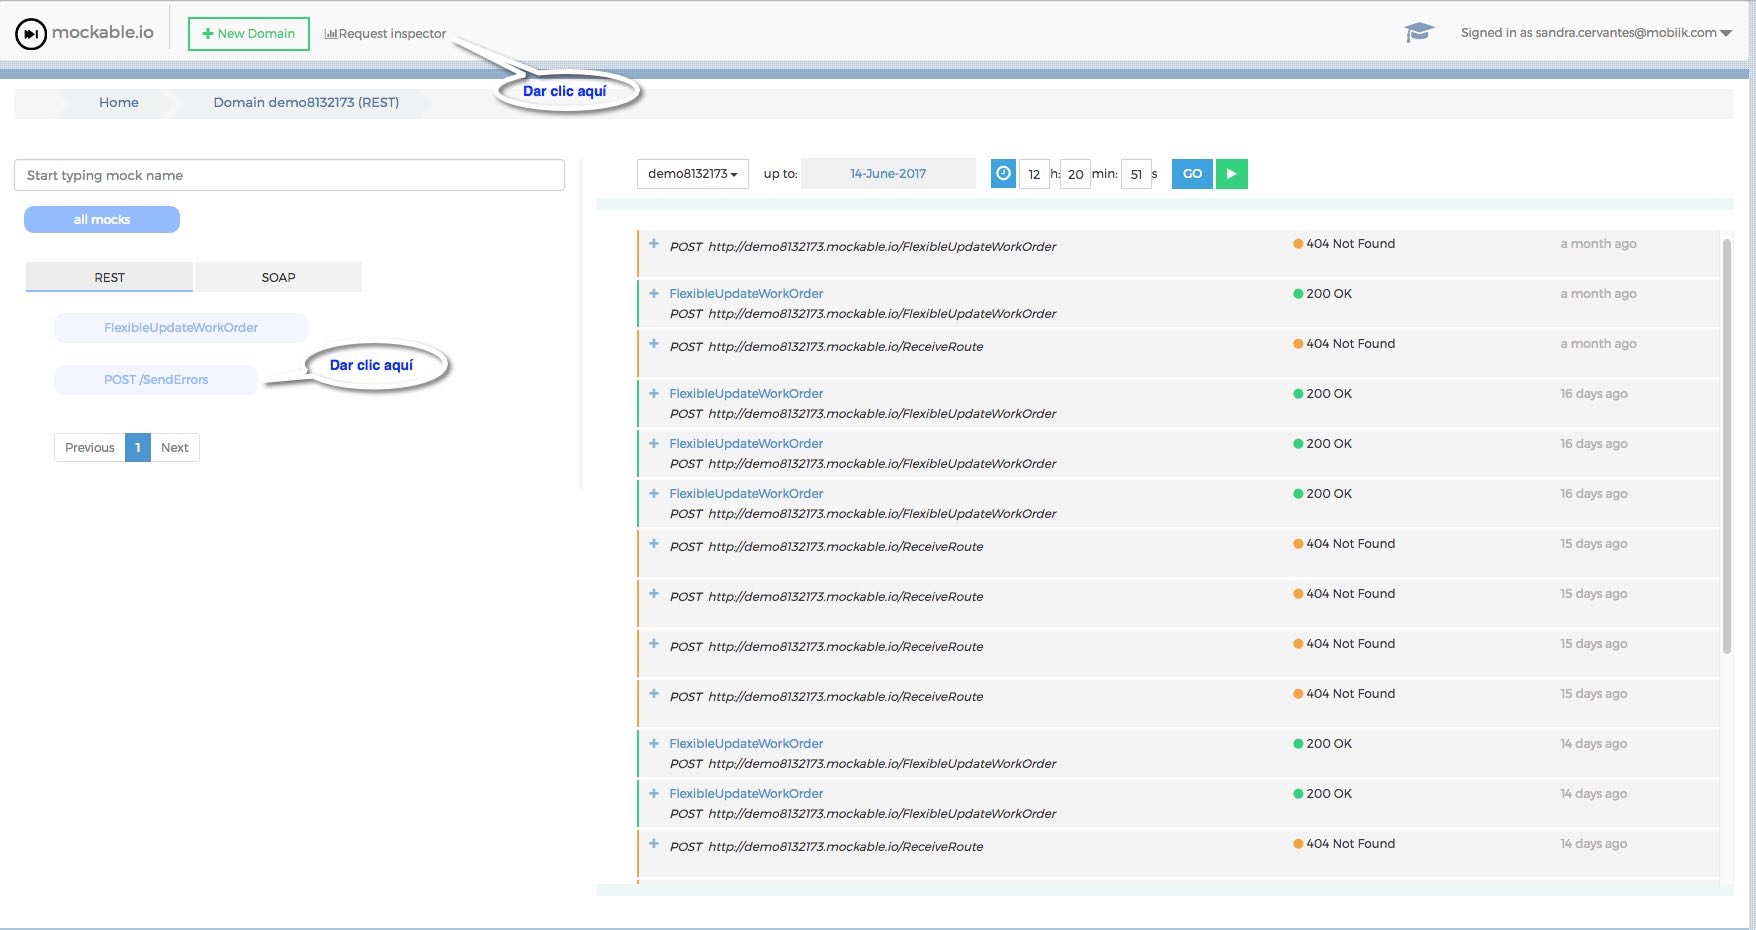 mockable.io
New Domain
Request inspector
Signed in as sandra.cervantes@mobiik.com
Dar clic aquí
Home
Domain demo8132173 (REST)
Start typing mock name
all mocks
REST
SOAP
FlexibleUpdateWorkOrder
POST /SendErrors
Dar clic aquí
Previous 1 Next
demo8132173 up to: 14-June-2017 12 h: 20 min: 51 s GO
POST http://demo8132173.mockable.io/FlexibleUpdateWorkOrder 404 Not Found a month ago
FlexibleUpdateWorkOrder 200 OK a month ago
POST http://demo8132173.mockable.io/FlexibleUpdateWorkOrder
POST http://demo8132173.mockable.io/ReceiveRoute 404 Not Found a month ago
FlexibleUpdateWorkOrder 200 OK 16 days ago
POST http://demo8132173.mockable.io/FlexibleUpdateWorkOrder
FlexibleUpdateWorkOrder 200 OK 16 days ago
POST http://demo8132173.mockable.io/FlexibleUpdateWorkOrder
FlexibleUpdateWorkOrder 200 OK 16 days ago
POST http://demo8132173.mockable.io/FlexibleUpdateWorkOrder
POST http://demo8132173.mockable.io/ReceiveRoute 404 Not Found 15 days ago
POST http://demo8132173.mockable.io/ReceiveRoute 404 Not Found 15 days ago
POST http://demo8132173.mockable.io/ReceiveRoute 404 Not Found 15 days ago
POST http://demo8132173.mockable.io/ReceiveRoute 404 Not Found 15 days ago
FlexibleUpdateWorkOrder 200 OK 14 days ago
POST http://demo8132173.mockable.io/FlexibleUpdateWorkOrder
FlexibleUpdateWorkOrder 200 OK 14 days ago
POST http://demo8132173.mockable.io/FlexibleUpdateWorkOrder
POST http://demo8132173.mockable.io/ReceiveRoute 404 Not Found 14 days ago